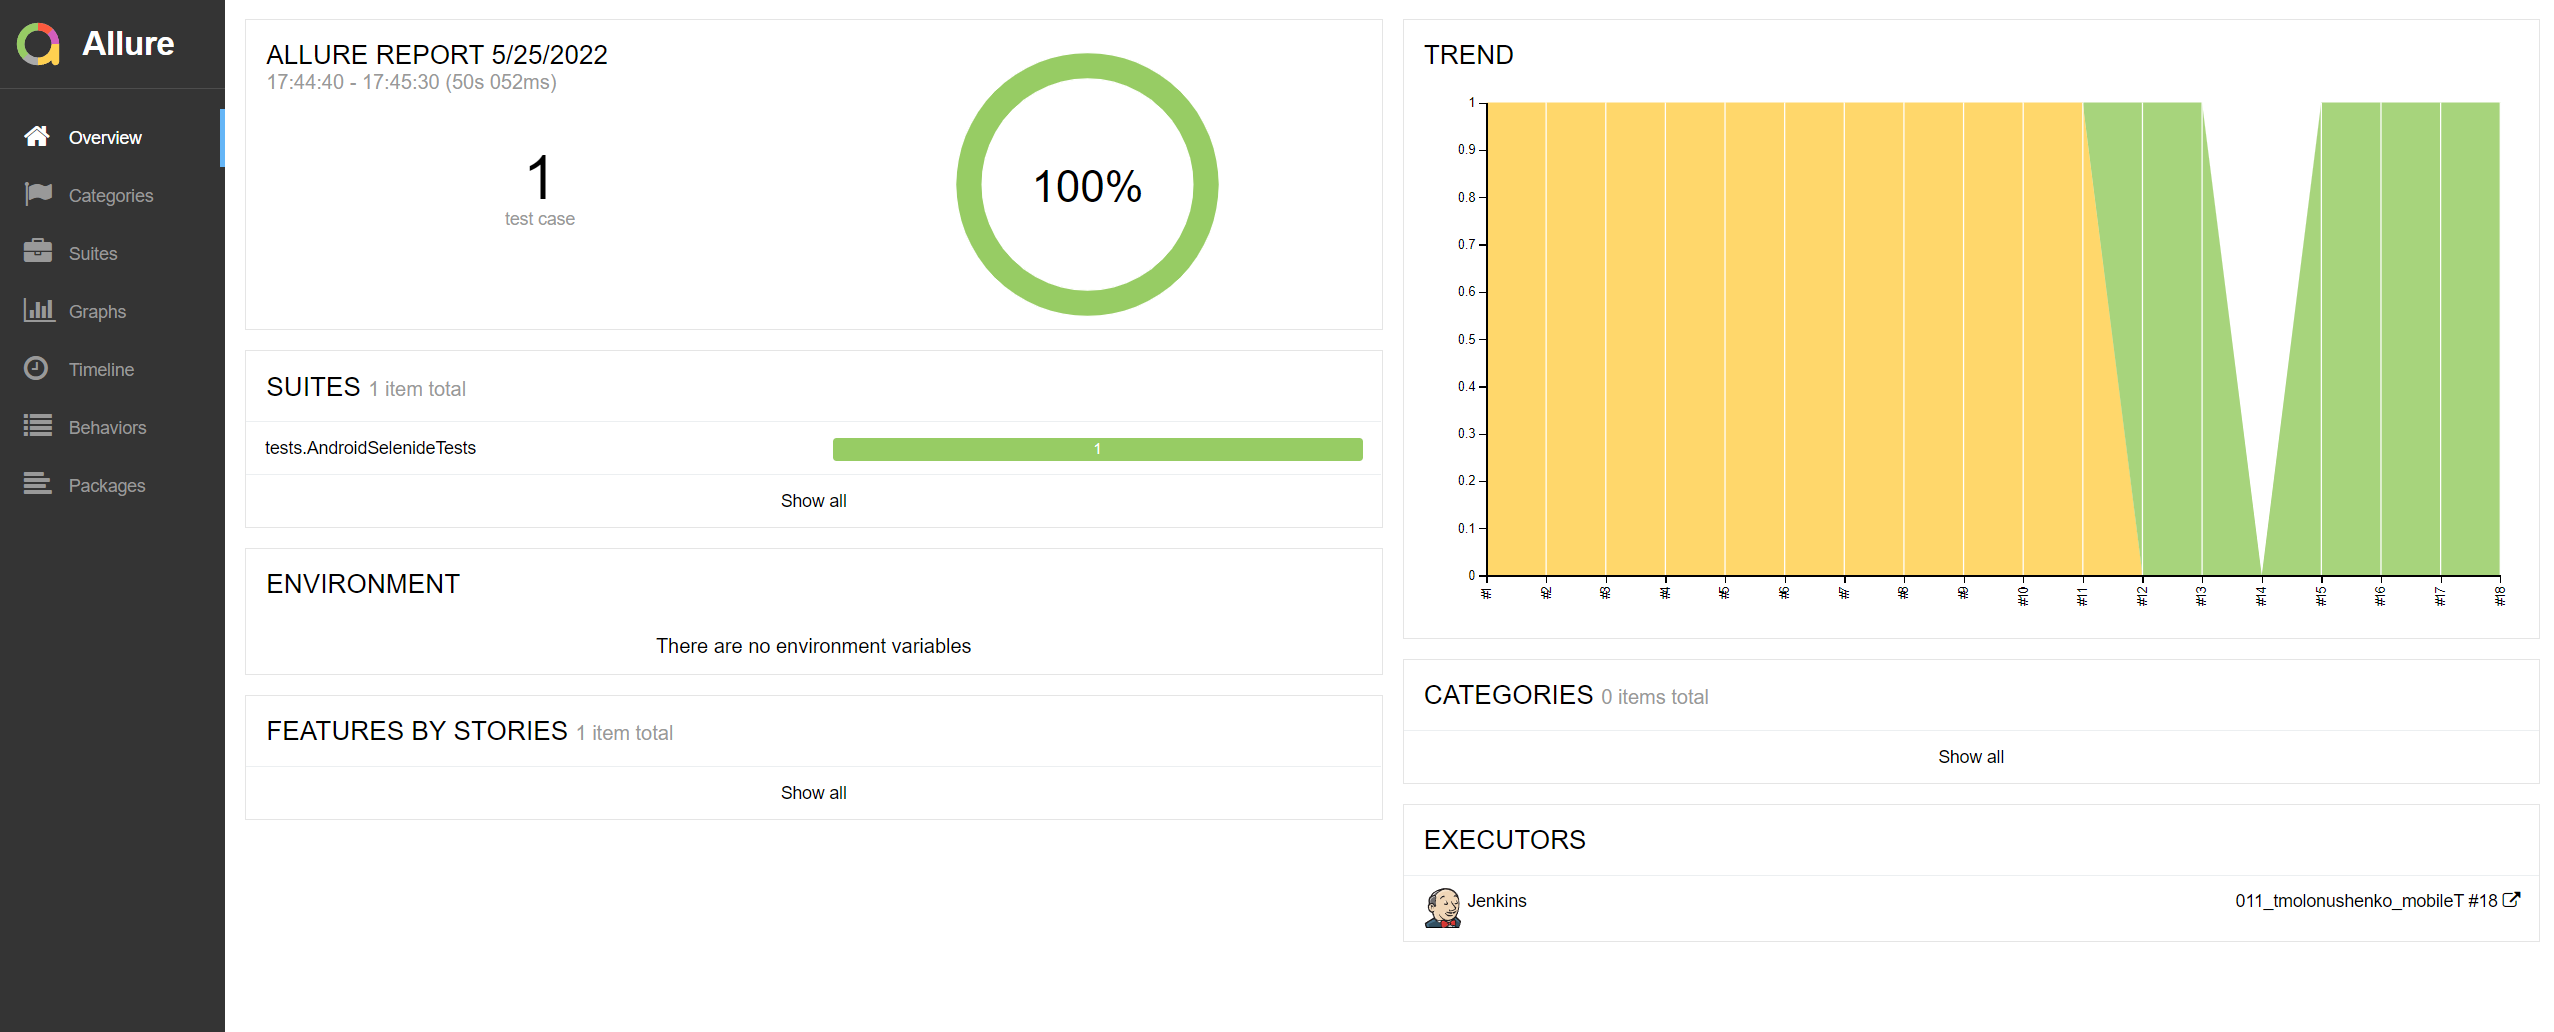 Allure
Overview
Categories
Suites
Graphs
Timeline
Behaviors
Packages
ALLURE REPORT 5/25/2022
17:44:40 - 17:45:30 (50s 052ms)
1
test case
100%
SUITES 1 item total
tests.AndroidSelenideTests 1
Show all
ENVIRONMENT
There are no environment variables
FEATURES BY STORIES 1 item total
Show all
TREND
1
0.9
0.8
0.7
0.6
0.5
0.4
0.3
0.2
0.1
0
#1 #2 #3 #4 #5 #6 #7 #8 #9 #10 #11 #12 #13 #14 #15 #16 #17 #18
CATEGORIES 0 items total
Show all
EXECUTORS
Jenkins 011_tmolonushenko_mobileT #18